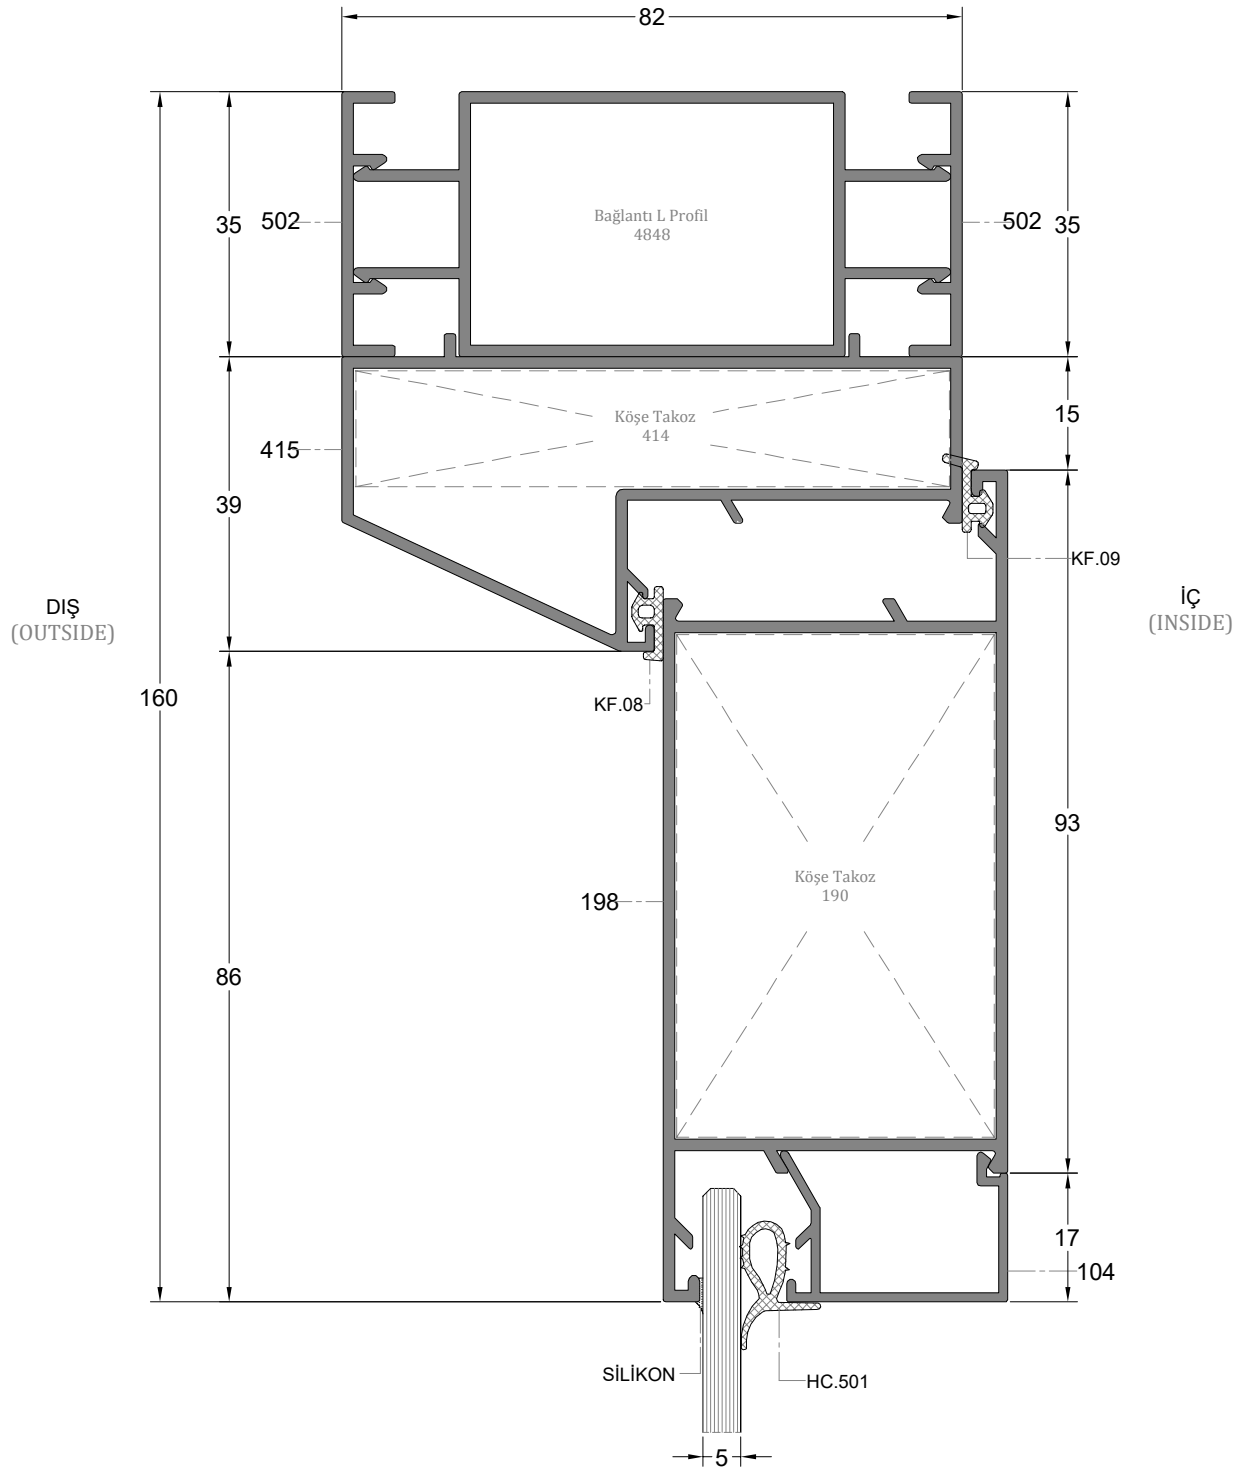 82
35
502
Bağlantı L Profil
4848
502
35
Köşe Takoz
414
15
415
39
KF.09
DIŞ
(OUTSIDE)
İÇ
(INSIDE)
160
KF.08
93
Köşe Takoz
190
198
86
17
104
SİLİKON
HC.501
5